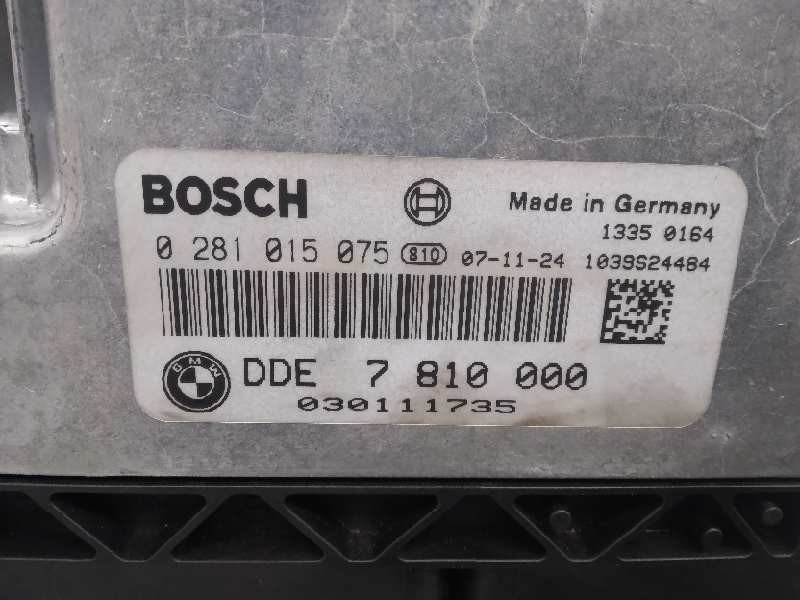 BOSCH Made in Germany
1335 0164
0 281 015 075 810 07-11-24 1039S24484
BMW DDE 7 810 000
030111735